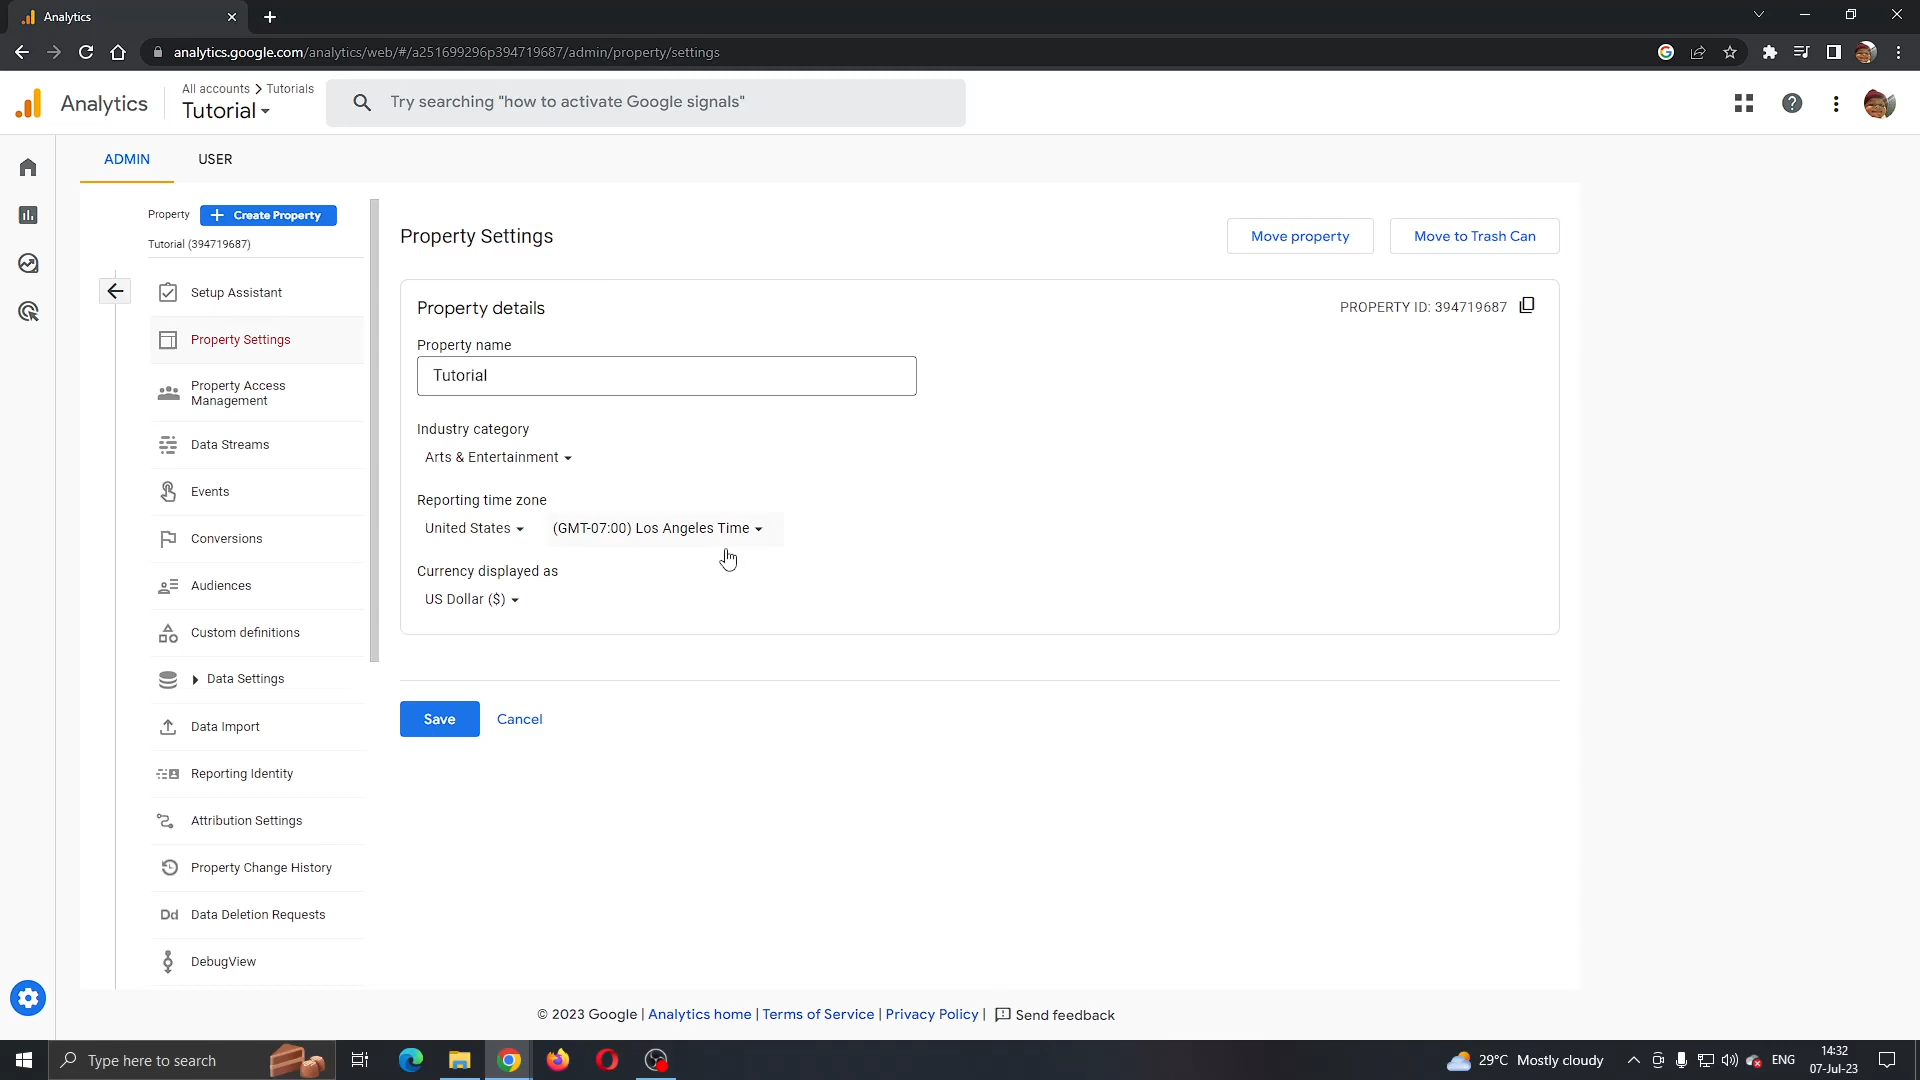 Analytics
analytics.google.com/analytics/web/#/a251699296p394719687/admin/property/settings
Analytics
All accounts > Tutorials
Tutorial
Try searching "how to activate Google signals"
ADMIN
USER
Property
+ Create Property
Tutorial (394719687)
Setup Assistant
Property Settings
Property Access
Management
Data Streams
Events
Conversions
Audiences
Custom definitions
Data Settings
Data Import
Reporting Identity
Attribution Settings
Property Change History
Dd Data Deletion Requests
DebugView
Property Settings
Move property
Move to Trash Can
Property details
PROPERTY ID: 394719687
Property name
Tutorial
Industry category
Arts & Entertainment
Reporting time zone
United States
(GMT-07:00) Los Angeles Time
Currency displayed as
US Dollar ($)
Save
Cancel
© 2023 Google | Analytics home | Terms of Service | Privacy Policy | Send feedback
Type here to search
29°C Mostly cloudy
ENG
14:32
07-Jul-23